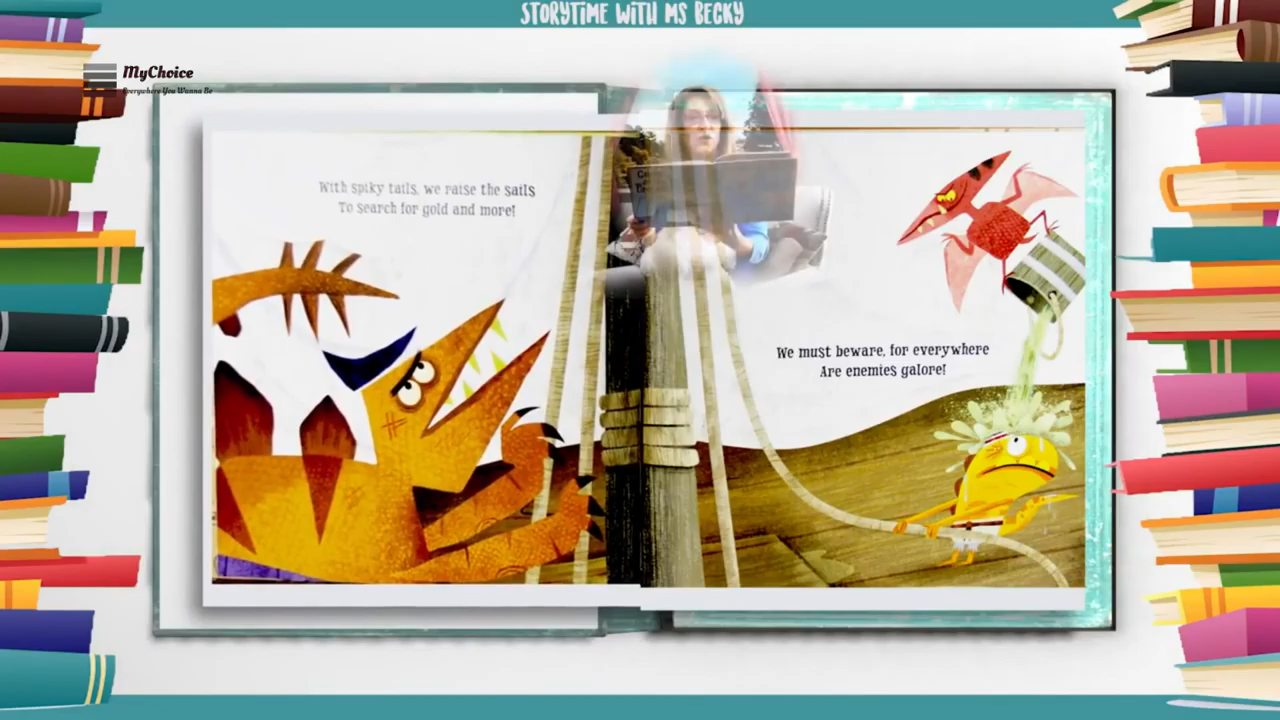 STORYTIME WITH MS BECKY
MyChoice
Everywhere You Wanna Be
With spiky tails, we raise the sails
To search for gold and more!
We must beware, for everywhere
Are enemies galore!